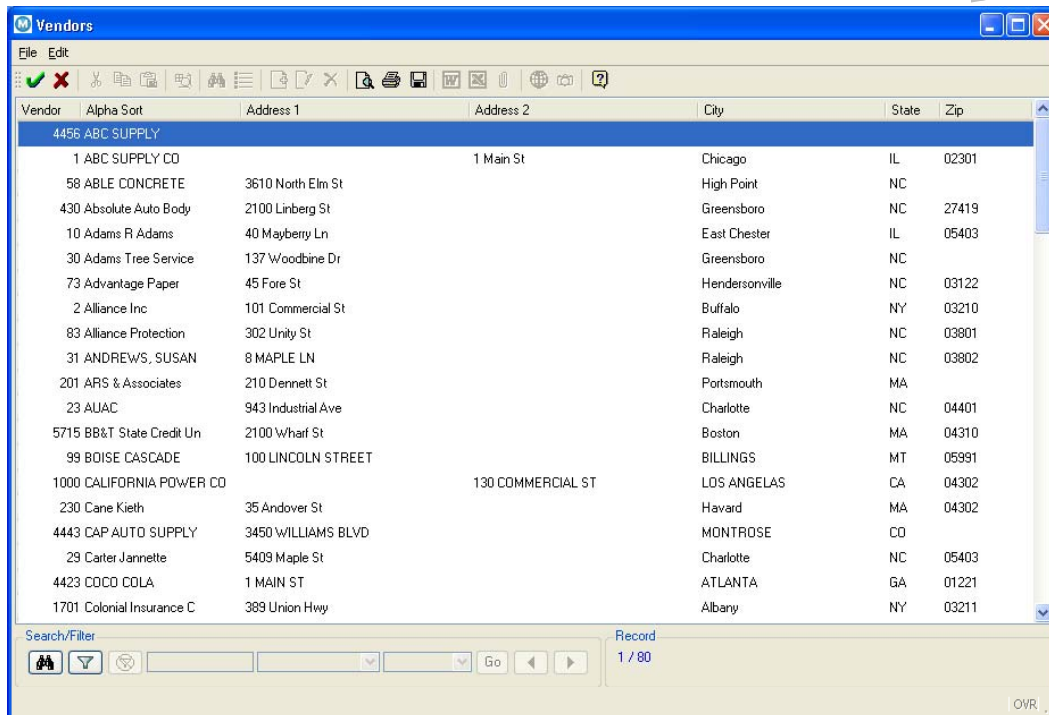 Vendors
File Edit
Vendor Alpha Sort Address 1 Address 2 City State Zip
4456 ABC SUPPLY
1 ABC SUPPLY CO 1 Main St Chicago IL 02301
58 ABLE CONCRETE 3610 North Elm St High Point NC
430 Absolute Auto Body 2100 Linberg St Greensboro NC 27419
10 Adams R Adams 40 Mayberry Ln East Chester IL 05403
30 Adams Tree Service 137 Woodbine Dr Greensboro NC
73 Advantage Paper 45 Fore St Hendersonville NC 03122
2 Alliance Inc 101 Commercial St Buffalo NY 03210
83 Alliance Protection 302 Unity St Raleigh NC 03801
31 ANDREWS, SUSAN 8 MAPLE LN Raleigh NC 03802
201 ARS & Associates 210 Dennett St Portsmouth MA
23 AUAC 943 Industrial Ave Charlotte NC 04401
5715 BB&T State Credit Un 2100 Wharf St Boston MA 04310
99 BOISE CASCADE 100 LINCOLN STREET BILLINGS MT 05991
1000 CALIFORNIA POWER CO 130 COMMERCIAL ST LOS ANGELAS CA 04302
230 Cane Kieth 35 Andover St Havard MA 04302
4443 CAP AUTO SUPPLY 3450 WILLIAMS BLVD MONTROSE CO
29 Carter Jannette 5409 Maple St Charlotte NC 05403
4423 COCO COLA 1 MAIN ST ATLANTA GA 01221
1701 Colonial Insurance C 389 Union Hwy Albany NY 03211
Search/Filter Record
Go 1 / 80
OVR